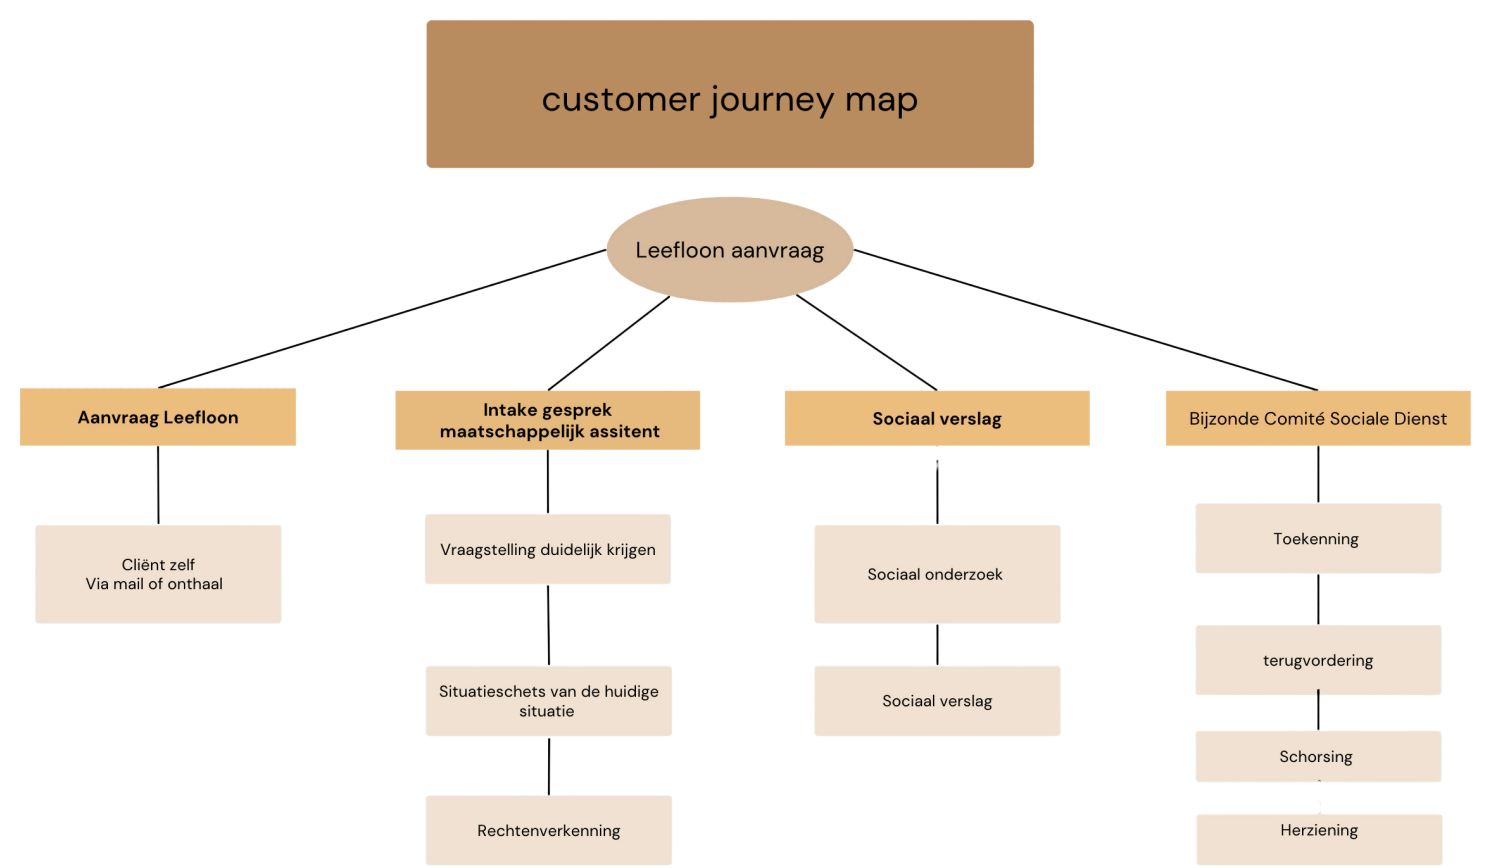 customer journey map
Leefloon aanvraag
Aanvraag Leefloon
Cliënt zelf
Via mail of onthaal
Intake gesprek
maatschappelijk assitent
Vraagstelling duidelijk krijgen
Situatieschets van de huidige
situatie
Rechtenverkenning
Sociaal verslag
Sociaal onderzoek
Sociaal verslag
Bijzonde Comité Sociale Dienst
Toekenning
terugvordering
Schorsing
Herziening